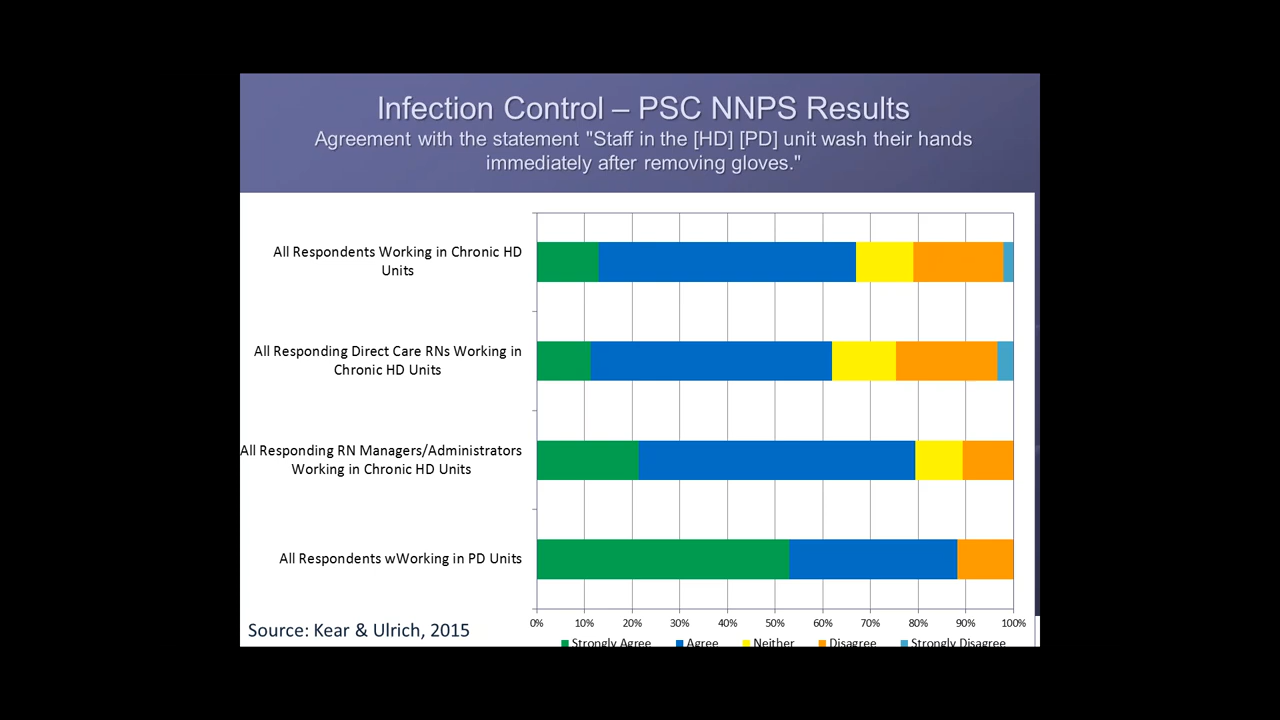 Infection Control – PSC NNPS Results
Agreement with the statement "Staff in the [HD] [PD] unit wash their hands
immediately after removing gloves."
All Respondents Working in Chronic HD
Units
All Responding Direct Care RNs Working in
Chronic HD Units
All Responding RN Managers/Administrators
Working in Chronic HD Units
All Respondents wWorking in PD Units
0% 10% 20% 30% 40% 50% 60% 70% 80% 90% 100%
Strongly Agree Agree Neither Disagree Strongly Disagree
Source: Kear & Ulrich, 2015